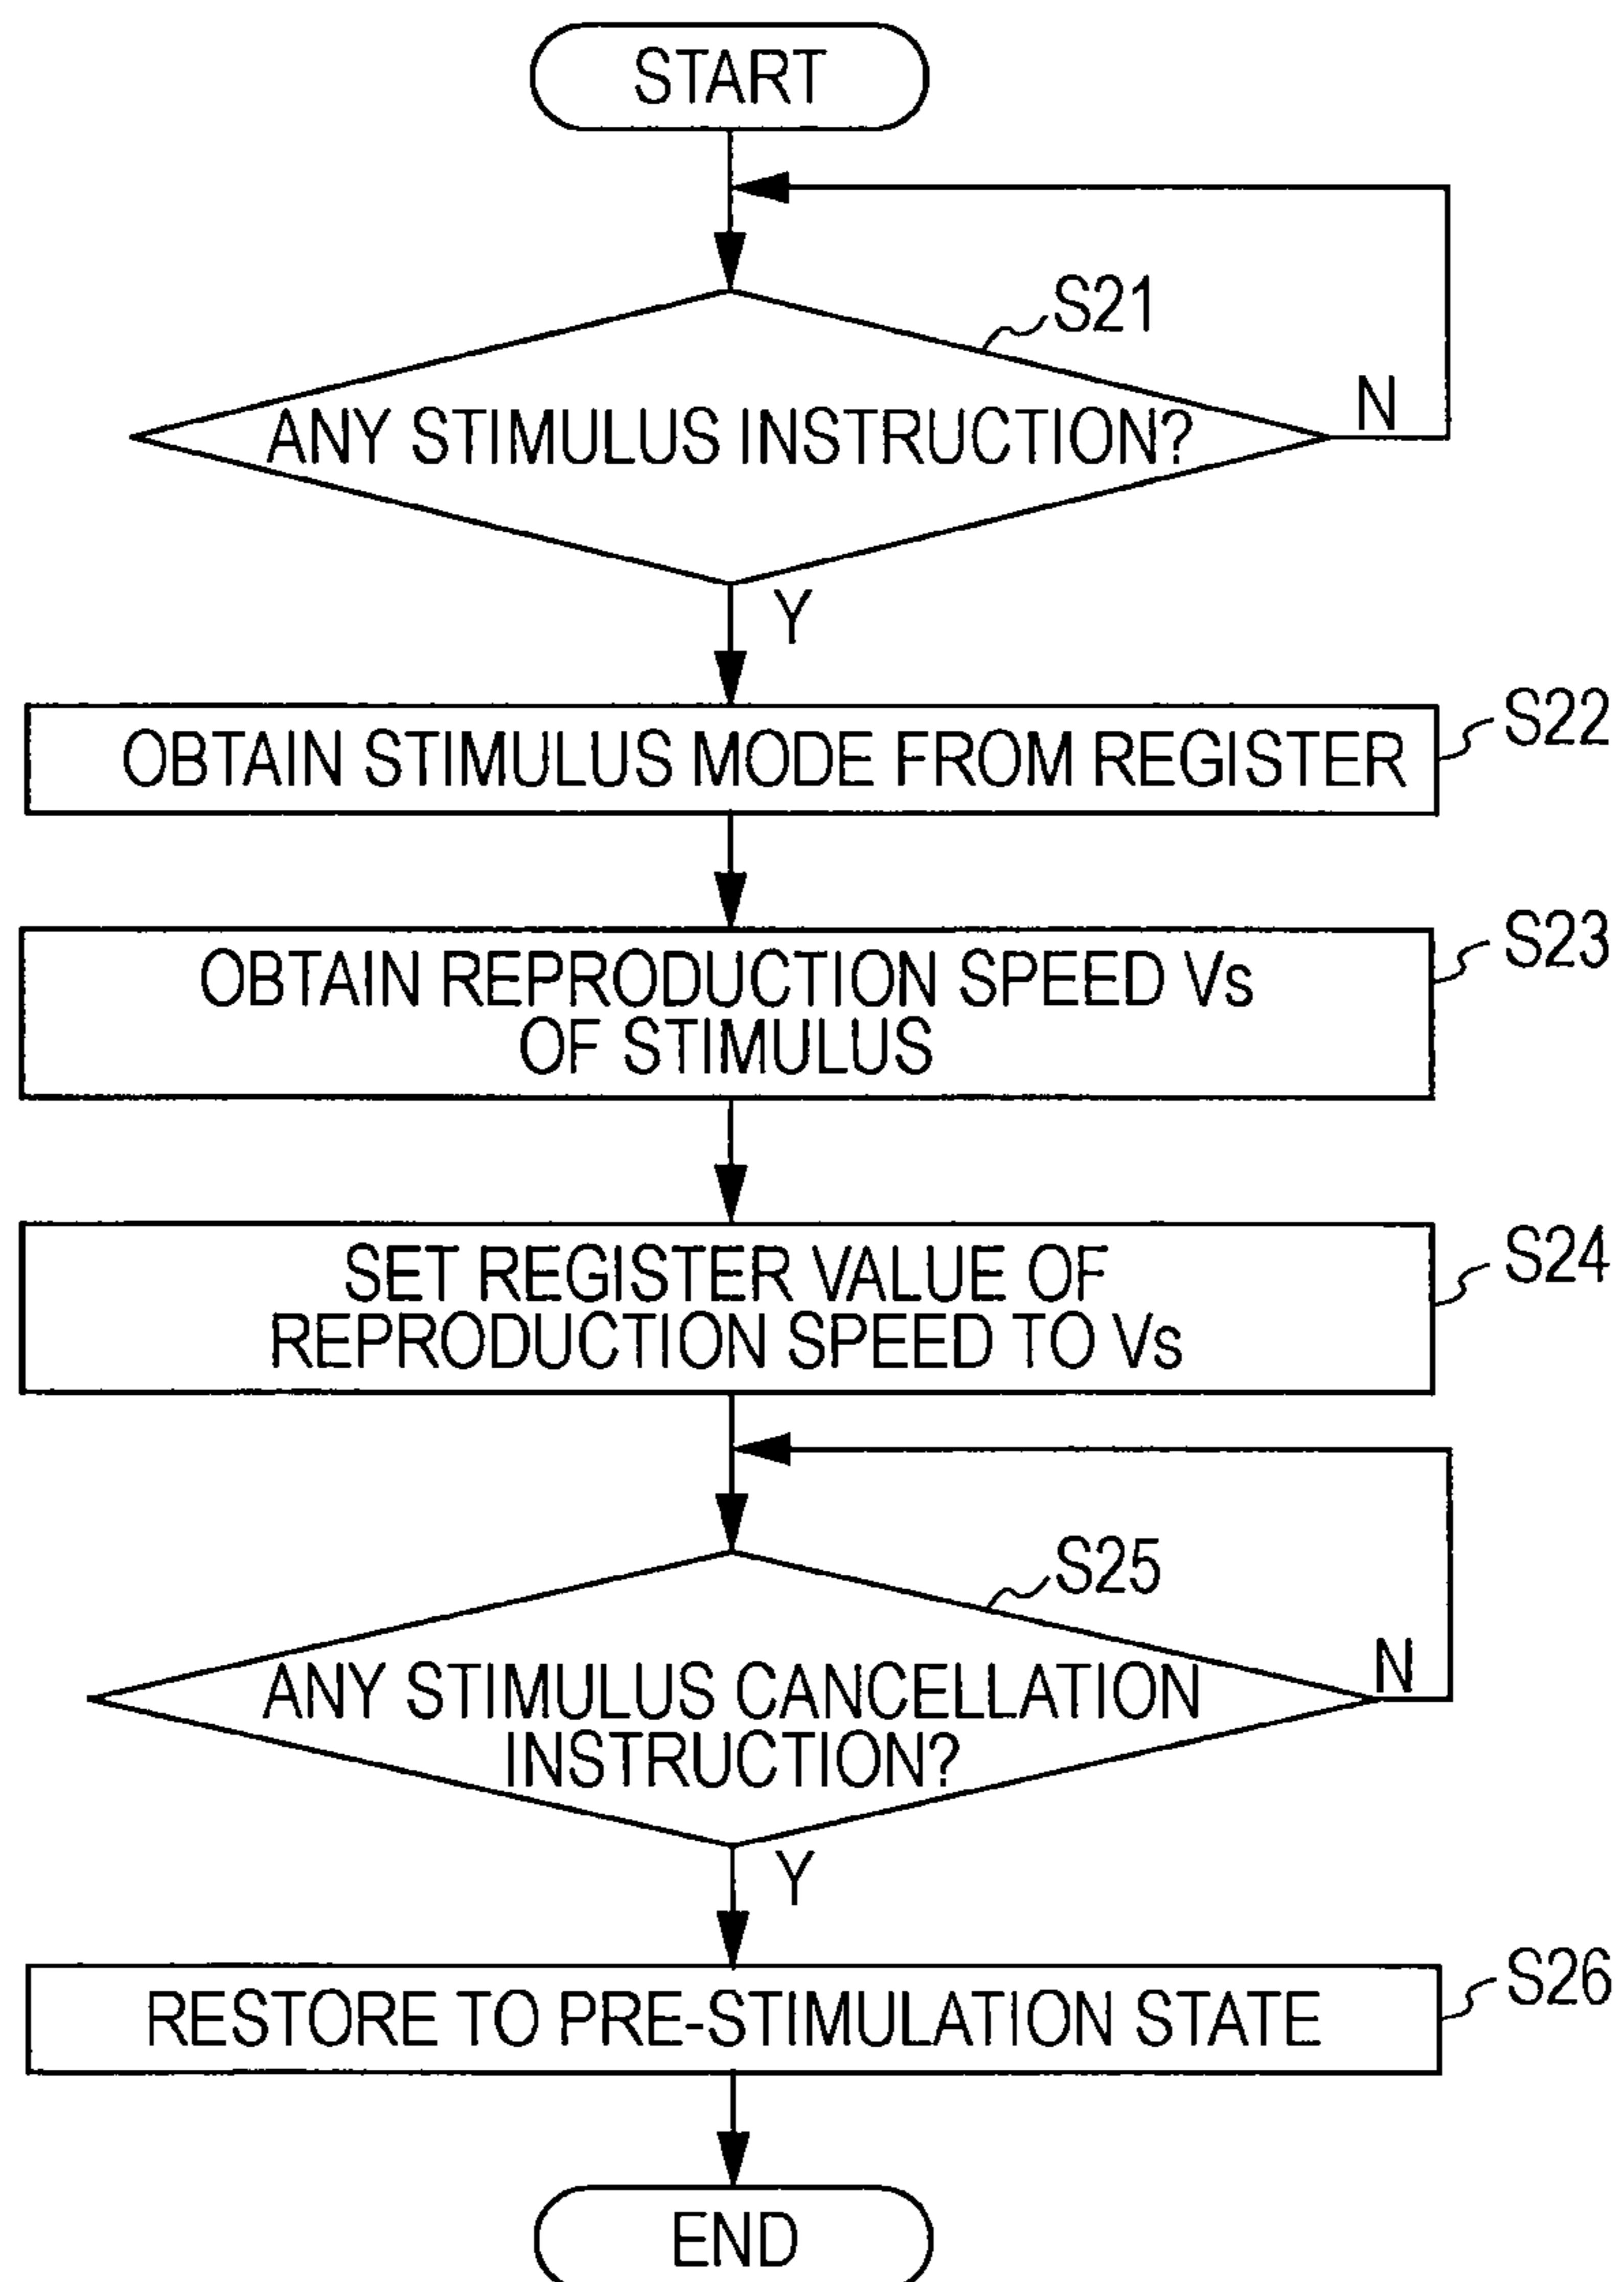 START
S21
ANY STIMULUS INSTRUCTION?
N
Y
OBTAIN STIMULUS MODE FROM REGISTER
S22
OBTAIN REPRODUCTION SPEED Vs
OF STIMULUS
S23
SET REGISTER VALUE OF
REPRODUCTION SPEED TO Vs
S24
S25
ANY STIMULUS CANCELLATION
INSTRUCTION?
N
Y
RESTORE TO PRE-STIMULATION STATE
S26
END